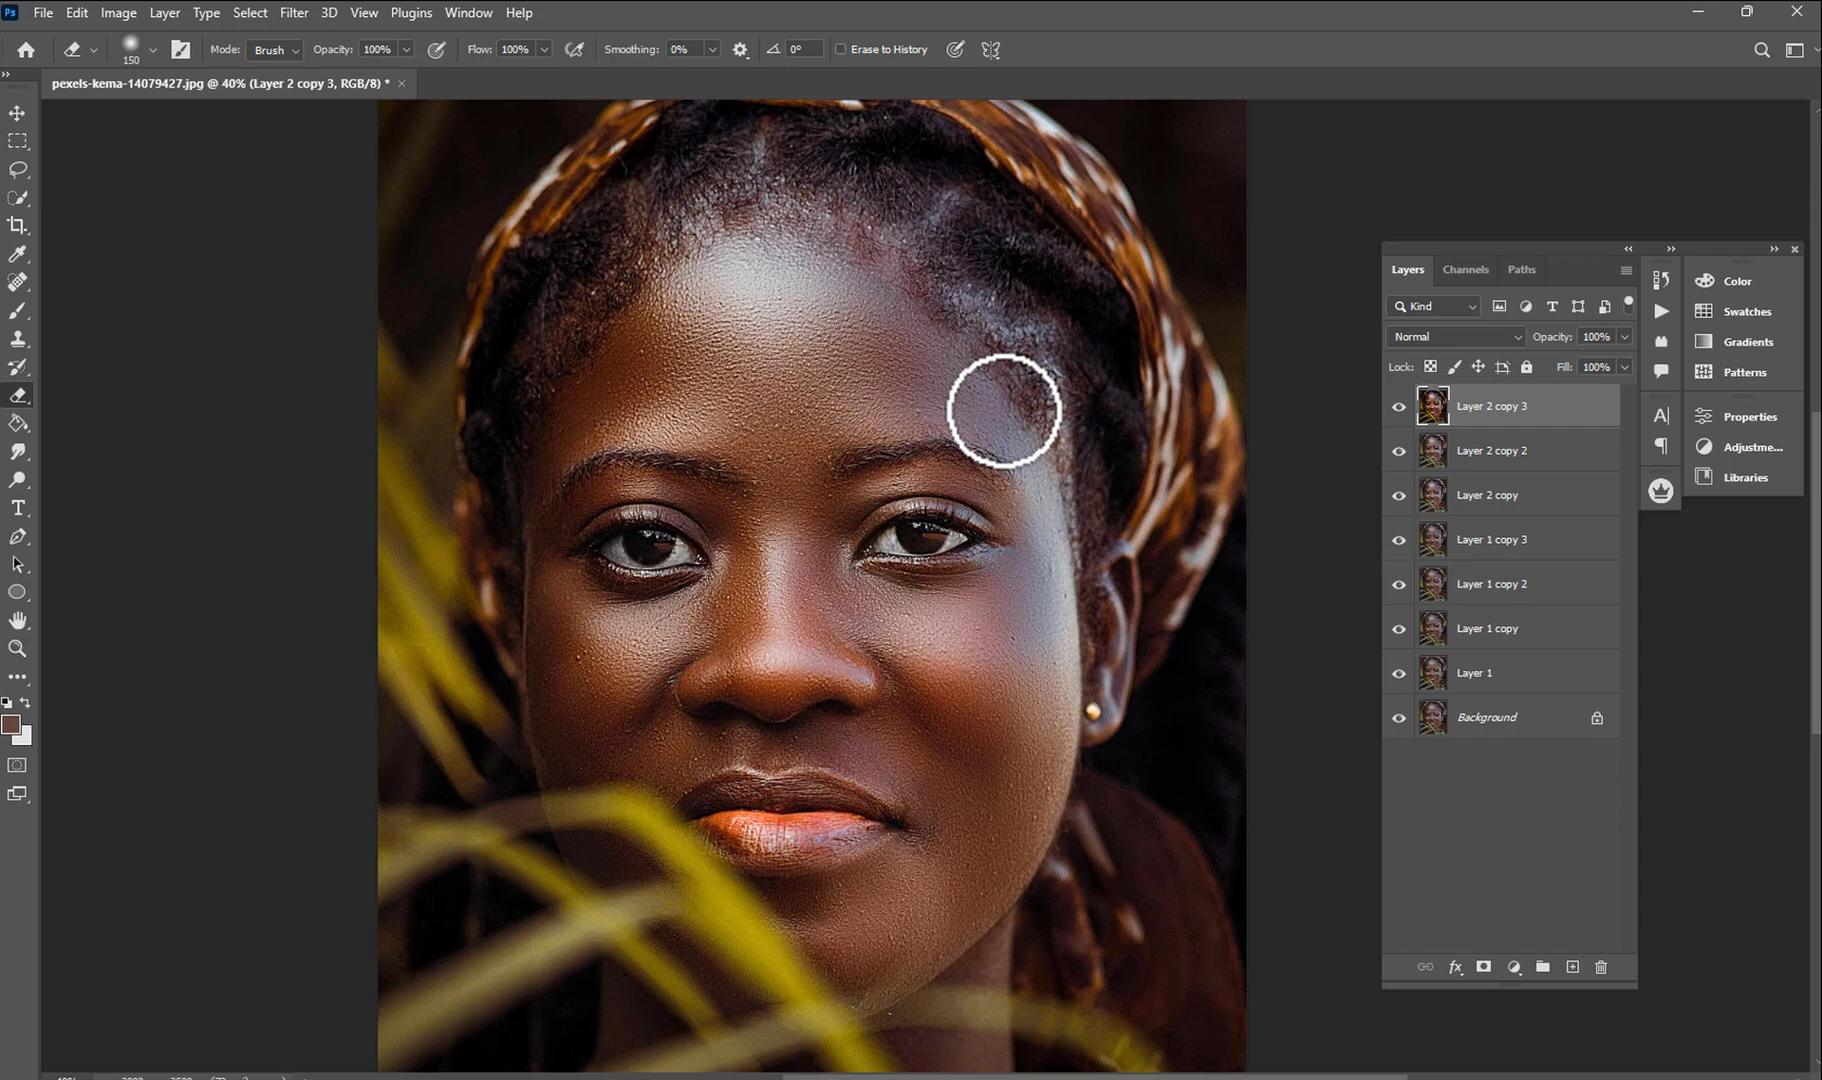 Ps File Edit Image Layer Type Select Filter 3D View Plugins Window Help
150 Mode: Brush Opacity: 100% Flow: 100% Smoothing: 0% 0° Erase to History
pexels-kema-14079427.jpg @ 40% (Layer 2 copy 3, RGB/8) *
Layers Channels Paths
Kind
Normal Opacity: 100%
Lock: Fill: 100%
Layer 2 copy 3
Layer 2 copy 2
Layer 2 copy
Layer 1 copy 3
Layer 1 copy 2
Layer 1 copy
Layer 1
Background
fx
Color
Swatches
Gradients
Patterns
Properties
Adjustme...
Libraries